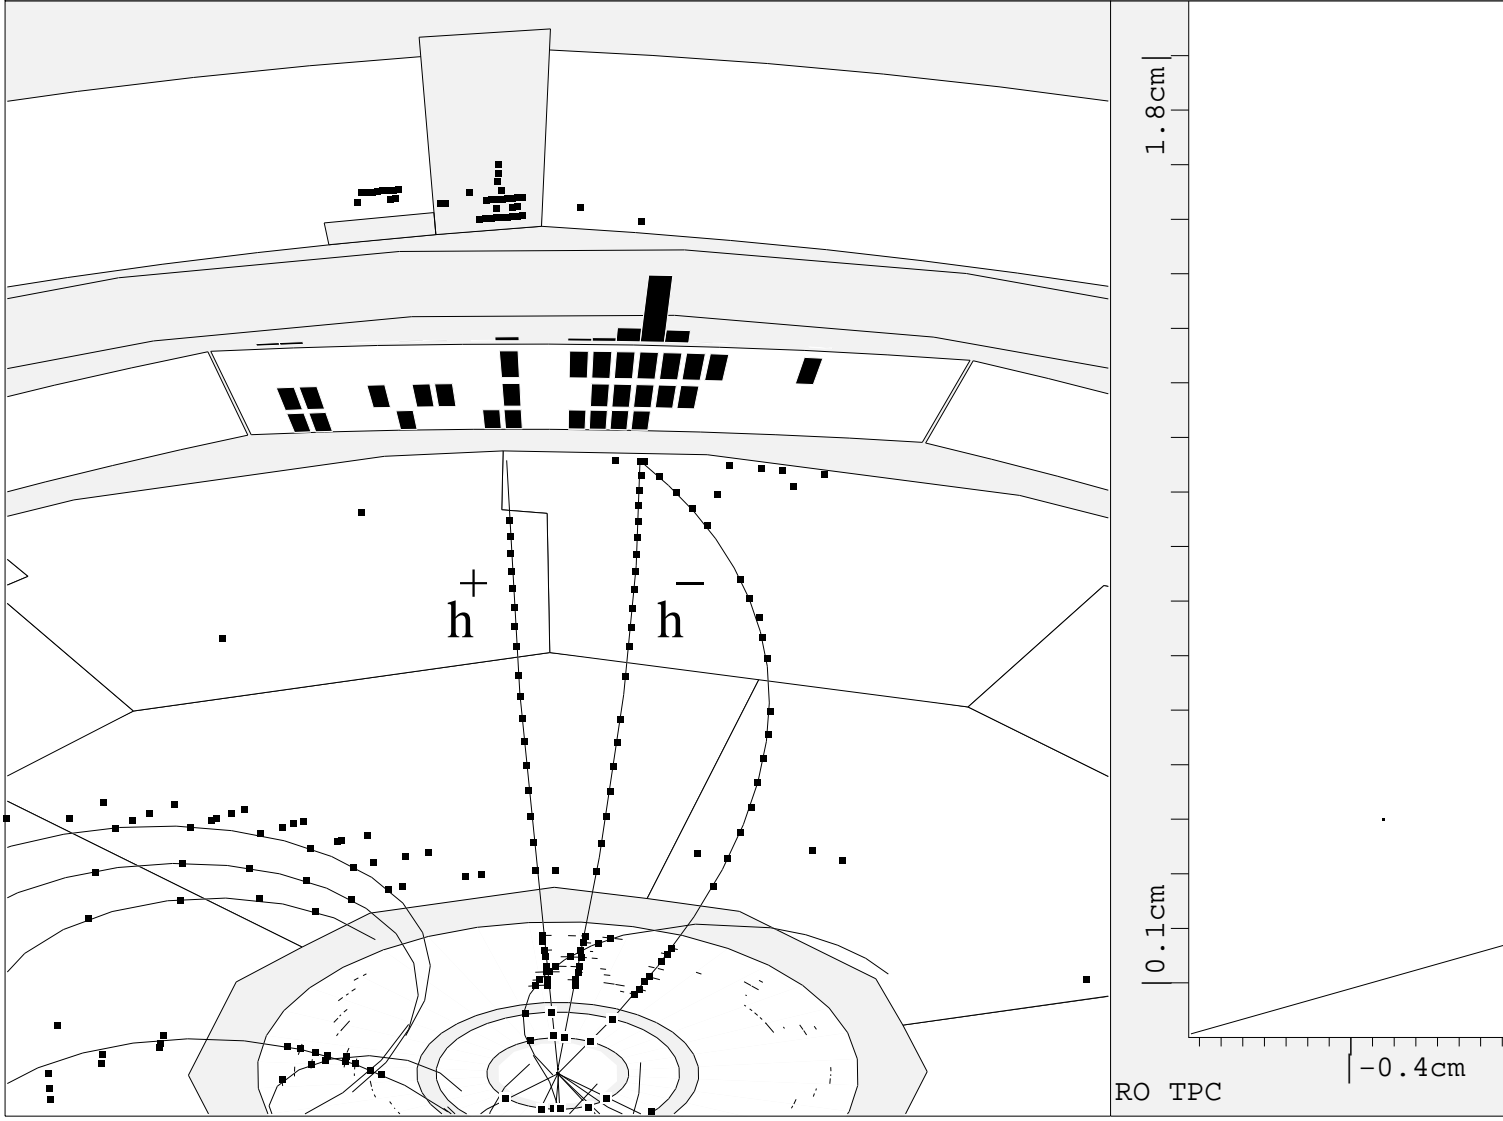 1.8cm|
h+
h−
|0.1cm
|−0.4cm
RO TPC